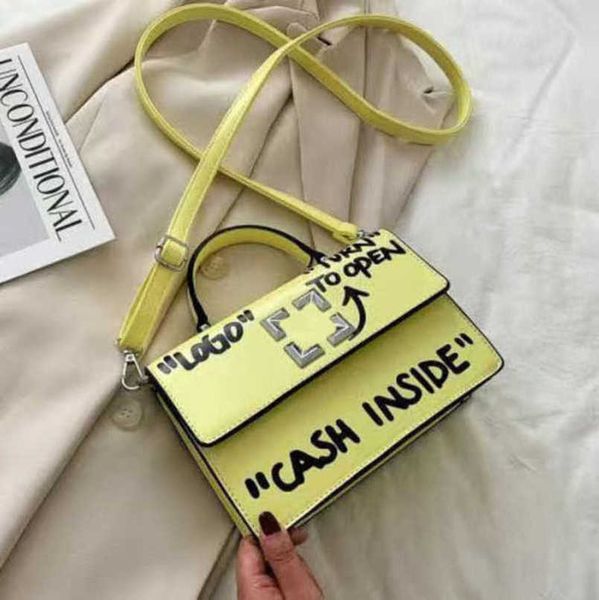 UNCONDITIONAL
"TURN"
TO OPEN
"LOGO"
"CASH INSIDE"